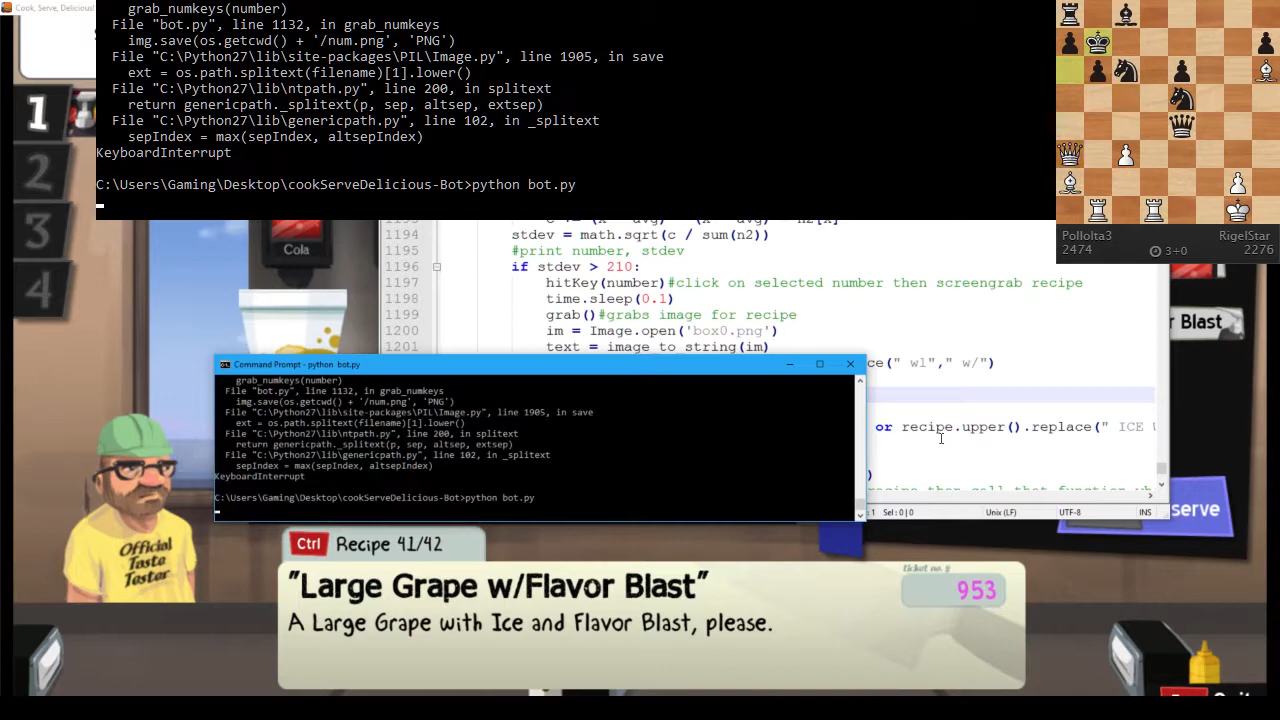 Cook, Serve, Delicious!
grab_numkeys(number)
File "bot.py", line 1132, in grab_numkeys
img.save(os.getcwd() + '/num.png', 'PNG')
File "C:\Python27\lib\site-packages\PIL\Image.py", line 1905, in save
ext = os.path.splitext(filename)[1].lower()
File "C:\Python27\lib\ntpath.py", line 200, in splitext
return genericpath._splitext(p, sep, altsep, extsep)
File "C:\Python27\lib\genericpath.py", line 102, in _splitext
sepIndex = max(sepIndex, altsepIndex)
KeyboardInterrupt
C:\Users\Gaming\Desktop\cookServeDelicious-Bot>python bot.py
Pollolta3
2474
3+0
RigelStar
2276
1
2
3
4
Cola
1194 stdev = math.sqrt(c / sum(n2))
1195 #print number, stdev
1196 if stdev > 210:
1197 hitKey(number)#click on selected number then screengrab recipe
1198 time.sleep(0.1)
1199 grab()#grabs image for recipe
1200 im = Image.open('box0.png')
1201 text = image_to_string(im)
ce(" wl"," w/")
or recipe.upper().replace(" ICE
r Blast
Command Prompt - python bot.py
grab_numkeys(number)
File "bot.py", line 1132, in grab_numkeys
img.save(os.getcwd() + '/num.png', 'PNG')
File "C:\Python27\lib\site-packages\PIL\Image.py", line 1905, in save
ext = os.path.splitext(filename)[1].lower()
File "C:\Python27\lib\ntpath.py", line 200, in splitext
return genericpath._splitext(p, sep, altsep, extsep)
File "C:\Python27\lib\genericpath.py", line 102, in _splitext
sepIndex = max(sepIndex, altsepIndex)
KeyboardInterrupt
C:\Users\Gaming\Desktop\cookServeDelicious-Bot>python bot.py
: 1 Sel : 0 | 0 Unix (LF) UTF-8 INS
serve
Official
Taste
Tester
Ctrl Recipe 41/42
"Large Grape w/Flavor Blast"
A Large Grape with Ice and Flavor Blast, please.
ticket no. 8
953